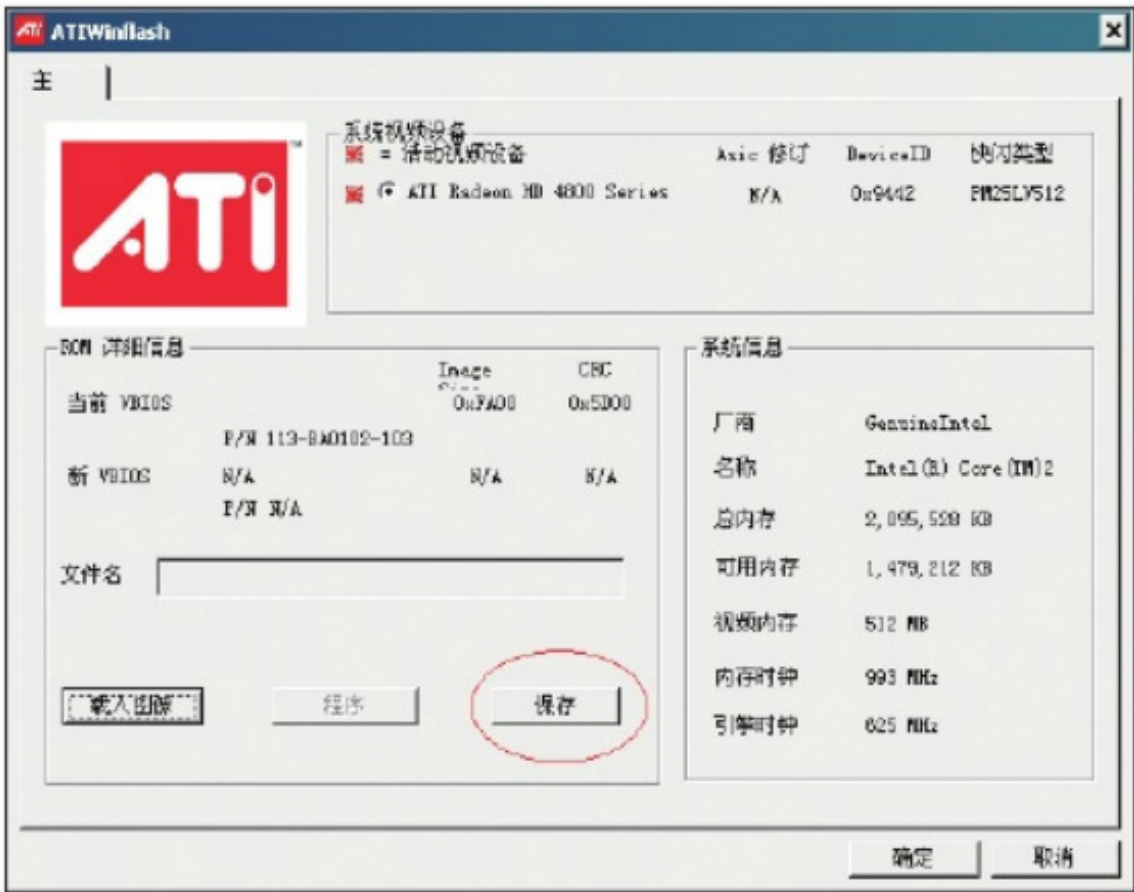 ATIWinflash
主
ATI
系统视频设备
= 活动视频设备 Asic 修订 DeviceID 快闪类型
ATI Radeon HD 4800 Series N/A 0x9442 PM25LV512
ROM 详细信息
Image CRC
当前 VBIOS 0xFA00 0x5D00
P/N 113-BA0102-103
新 VBIOS N/A N/A N/A
P/N N/A
文件名
载入图像 程序 保存
系统信息
厂商 GenuineIntel
名称 Intel(R) Core(TM)2
总内存 2,095,528 KB
可用内存 1,479,212 KB
视频内存 512 MB
内存时钟 993 MHz
引擎时钟 625 MHz
确定 取消